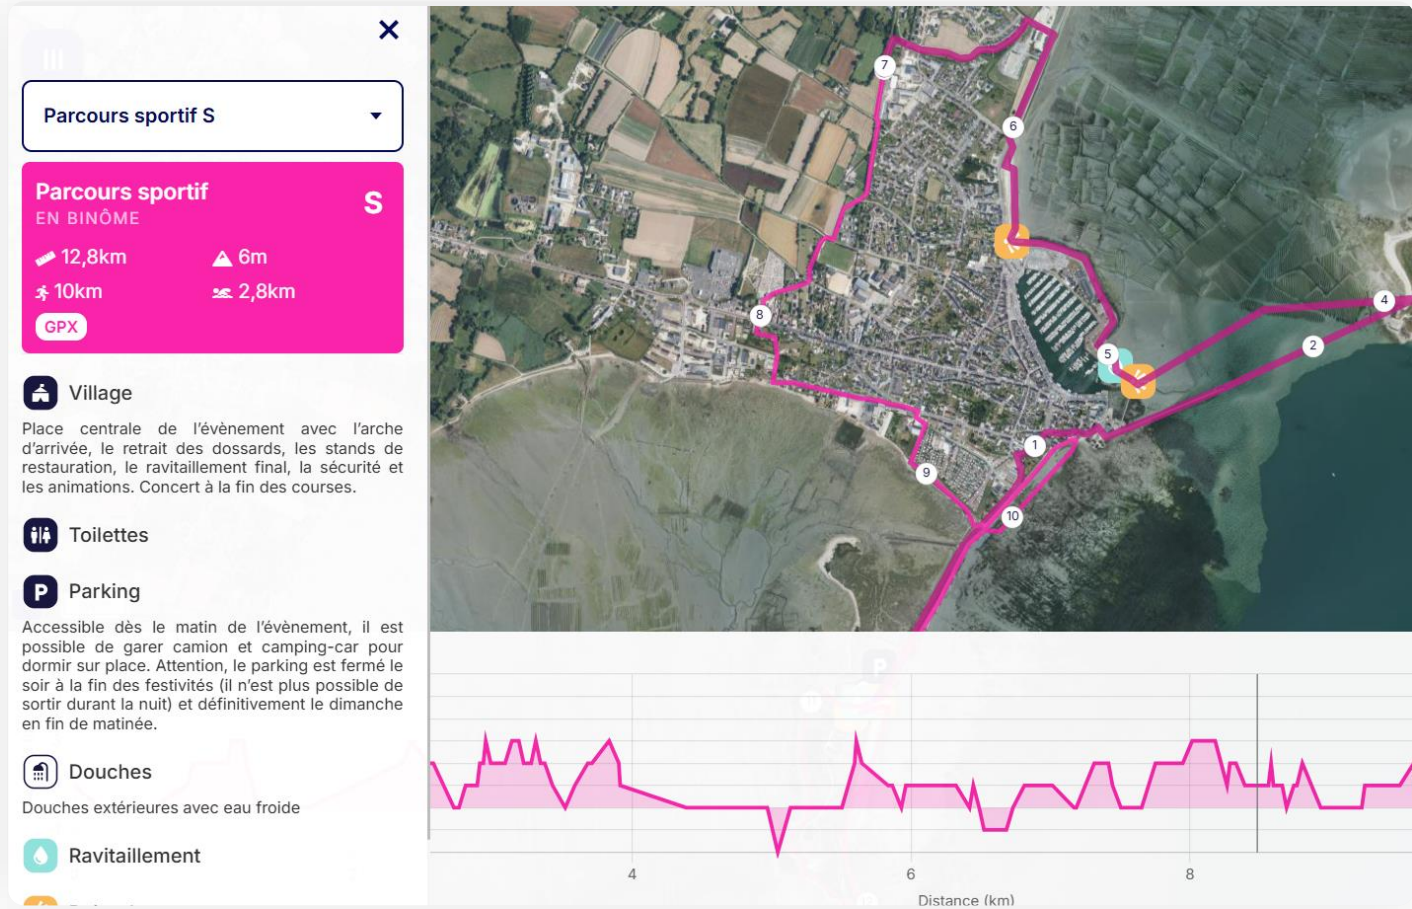 Parcours sportif S
Parcours sportif
EN BINÔME
S
12,8km
6m
10km
2,8km
GPX
Village
Place centrale de l'évènement avec l'arche
d'arrivée, le retrait des dossards, les stands de
restauration, le ravitaillement final, la sécurité et
les animations. Concert à la fin des courses.
Toilettes
P
Parking
Accessible dès le matin de l'évènement, il est
possible de garer camion et camping-car pour
dormir sur place. Attention, le parking est fermé le
soir à la fin des festivités (il n'est plus possible de
sortir durant la nuit) et définitivement le dimanche
en fin de matinée.
Douches
Douches extérieures avec eau froide
Ravitaillement
7
6
4
2
8
5
1
9
10
P
4
6
8
Distance (km)